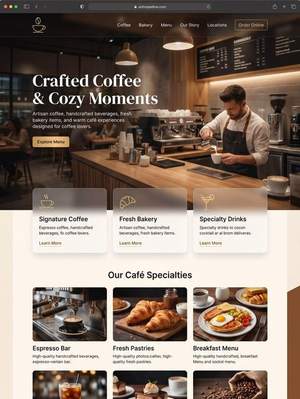 Coffee Bakery Menu Our Story Locations Order Online
Crafted Coffee
& Cozy Moments
Artisan coffee, handcrafted beverages, fresh
bakery items, and warm café experiences
designed for coffee lovers.
Explore Menu
Signature Coffee
Espresso coffee, handcrafted
beverages, fo coffee lovers.
Learn More
Fresh Bakery
Artisan coffee, handcrafted
beverages, fresh bakery items.
Learn More
Specialty Drinks
Specialty drinks to cocon
cocktail or al brom deliveries.
Learn More
Our Café Specialties
Espresso Bar
High-quality handcrafted beverages,
espresso-verlan bar.
Fresh Pastries
High-quality photos:caltes, high-
quality fresh pastries.
Breakfast Menu
High-quality handcrafted, breakfast
Menu and sookst menu.